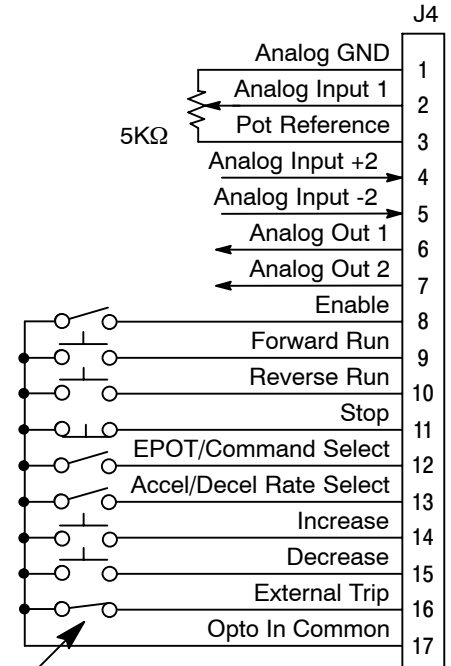 J4
Analog GND 1
Analog Input 1 2
5KΩ
Pot Reference 3
Analog Input +2 4
Analog Input -2 5
Analog Out 1 6
Analog Out 2 7
Enable 8
Forward Run 9
Reverse Run 10
Stop 11
EPOT/Command Select 12
Accel/Decel Rate Select 13
Increase 14
Decrease 15
External Trip 16
Opto In Common 17